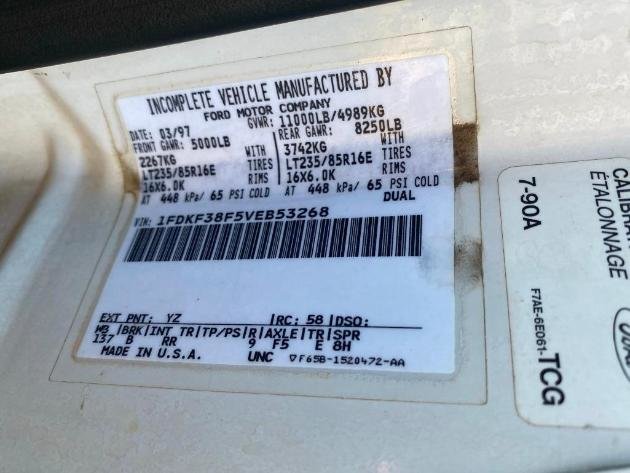 INCOMPLETE VEHICLE MANUFACTURED BY
FORD MOTOR COMPANY
DATE: 03/97 GVWR: 11000LB/4989KG
FRONT GAWR: 5000LB REAR GAWR: 8250LB
2267KG WITH 3742KG WITH
LT235/85R16E TIRES LT235/85R16E TIRES
16X6.0K RIMS 16X6.0K RIMS
AT 448 kPa/ 65 PSI COLD AT 448 kPa/ 65 PSI COLD
DUAL
VIN: 1FDKF38F5VEB53268
EXT PNT: YZ |RC: 58 |DSO:
WB |BRK|INT TR|TP/PS|R|AXLE|TR|SPR
137 B RR 9 F5 E 8H
MADE IN U.S.A. UNC ▽F65B-1520472-AA
ÉTALONNAGE
7-90A
F7AE-6E061-TCG